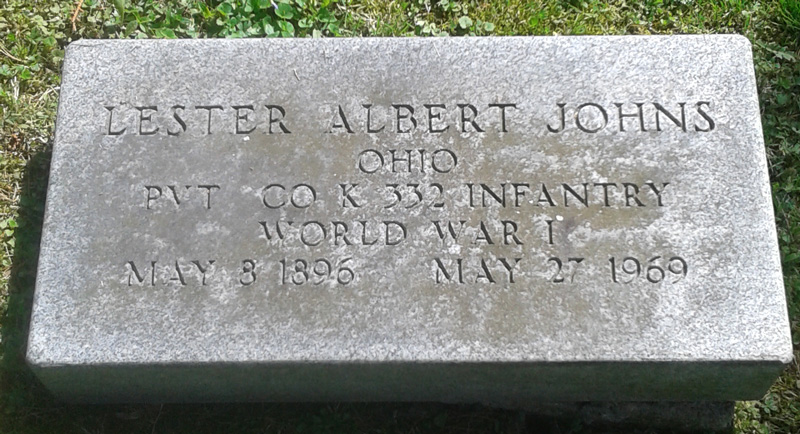 LESTER ALBERT JOHNS
OHIO
PVT CO K 332 INFANTRY
WORLD WAR I
MAY 8 1896 MAY 27 1969